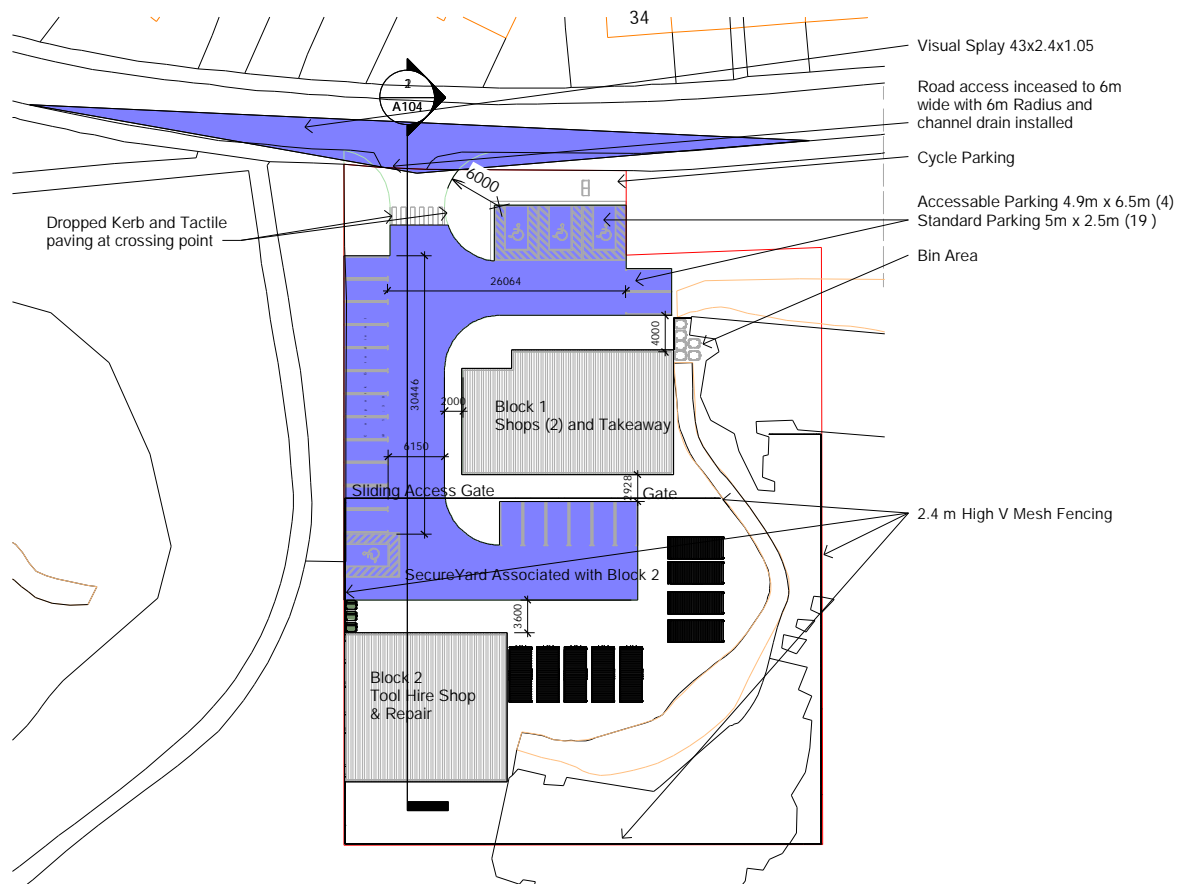 34
Visual Splay 43x2.4x1.05
Road access inceased to 6m
wide with 6m Radius and
channel drain installed
Cycle Parking
Accessable Parking 4.9m x 6.5m (4)
Standard Parking 5m x 2.5m (19 )
Bin Area
A104
6000
Dropped Kerb and Tactile
paving at crossing point
26064
4000
30446
2000
Block 1
Shops (2) and Takeaway
6150
Sliding Access Gate
Gate
2928
2.4 m High V Mesh Fencing
SecureYard Associated with Block 2
3600
Block 2
Tool Hire Shop
& Repair